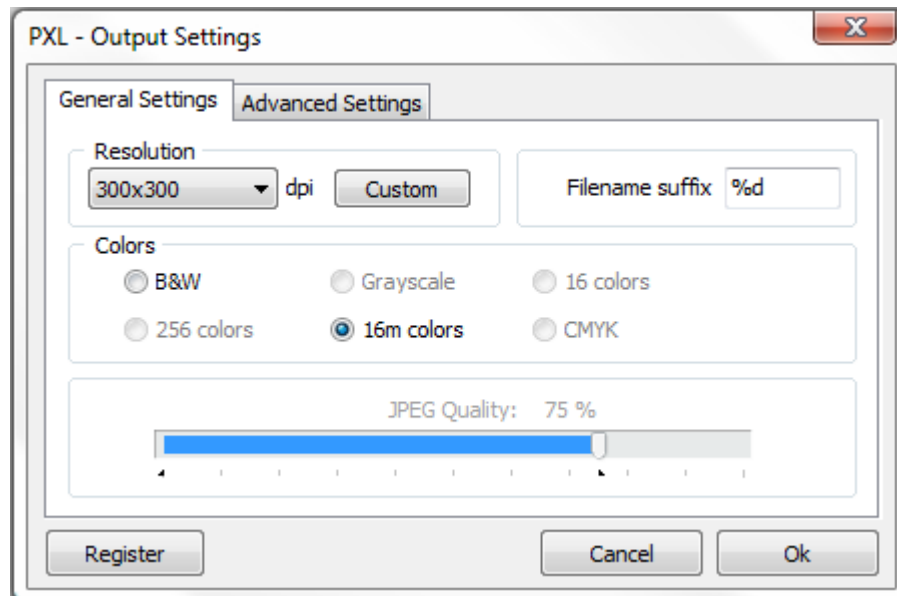 PXL - Output Settings
General Settings Advanced Settings
Resolution
300x300 dpi Custom Filename suffix %d
Colors
B&W Grayscale 16 colors
256 colors 16m colors CMYK
JPEG Quality: 75 %
Register Cancel Ok